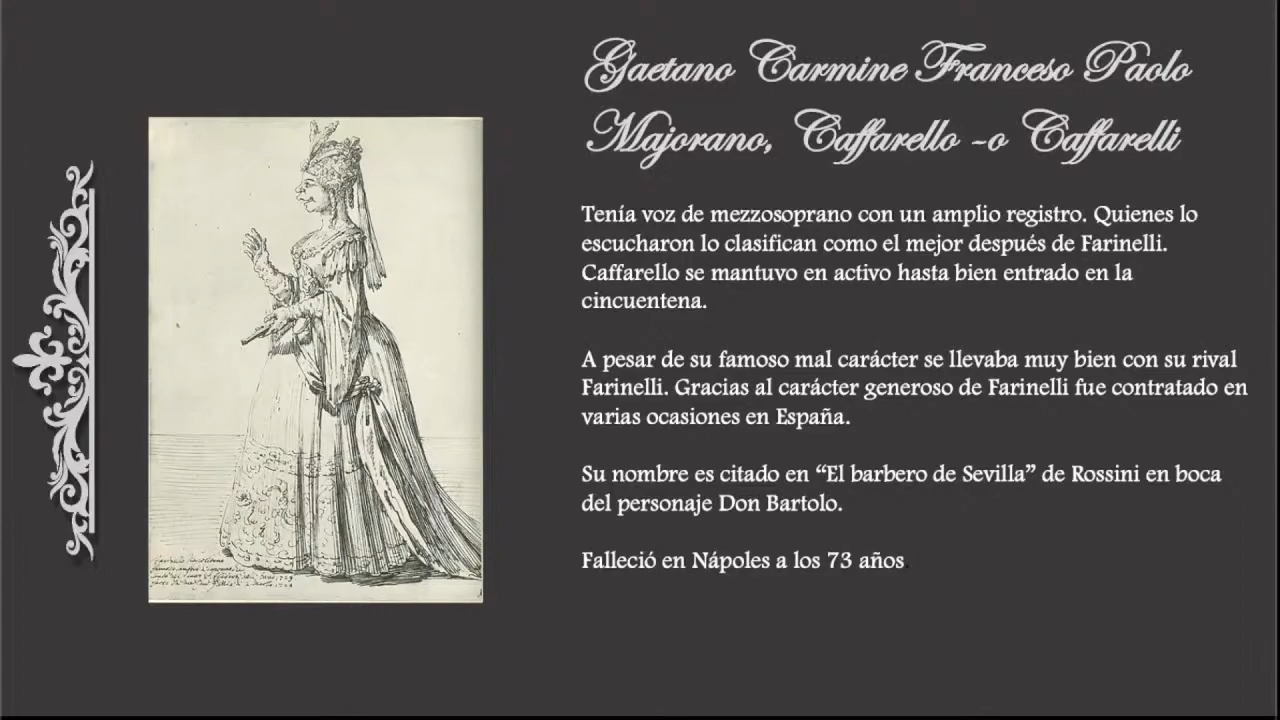 Gaetano Carmine Franceso Paolo
Majorano, Caffarello -o Caffarelli
Tenía voz de mezzosoprano con un amplio registro. Quienes lo
escucharon lo clasifican como el mejor después de Farinelli.
Caffarello se mantuvo en activo hasta bien entrado en la
cincuentena.
A pesar de su famoso mal carácter se llevaba muy bien con su rival
Farinelli. Gracias al carácter generoso de Farinelli fue contratado en
varias ocasiones en España.
Su nombre es citado en “El barbero de Sevilla” de Rossini en boca
del personaje Don Bartolo.
Falleció en Nápoles a los 73 años